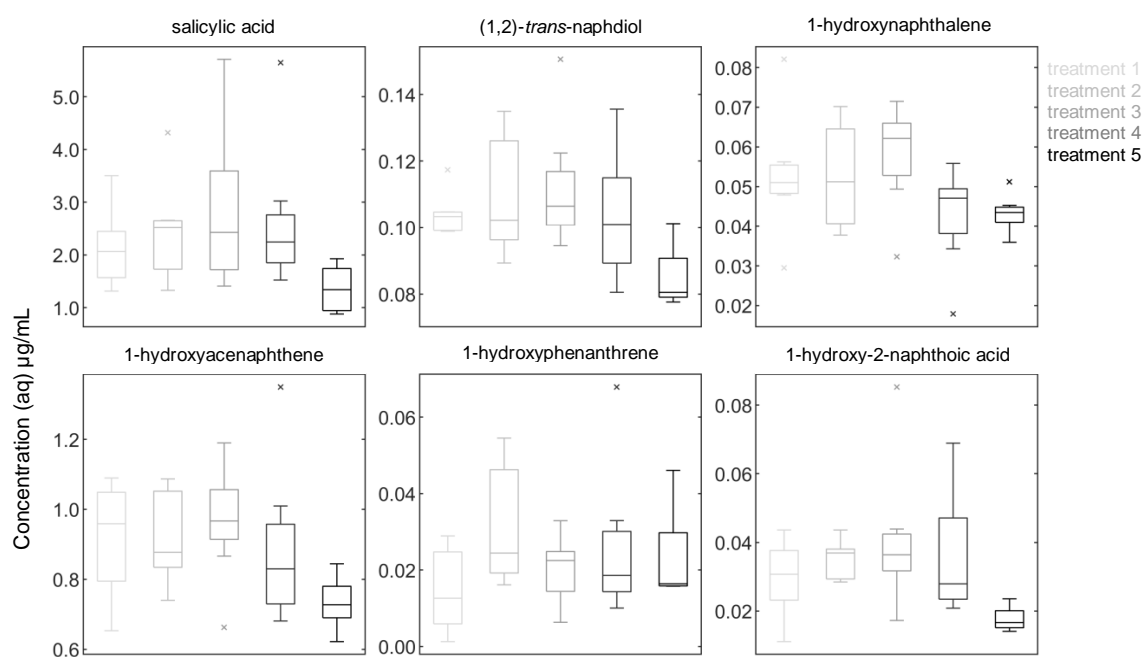 salicylic acid
(1,2)-trans-naphdiol
1-hydroxynaphthalene
5.0
4.0
3.0
2.0
1.0
0.14
0.12
0.10
0.08
0.08
0.07
0.06
0.05
0.04
0.03
0.02
treatment 1
treatment 2
treatment 3
treatment 4
treatment 5
Concentration (aq) µg/mL
1-hydroxyacenaphthene
1-hydroxyphenanthrene
1-hydroxy-2-naphthoic acid
1.2
1.0
0.8
0.6
0.06
0.04
0.02
0.00
0.08
0.06
0.04
0.02